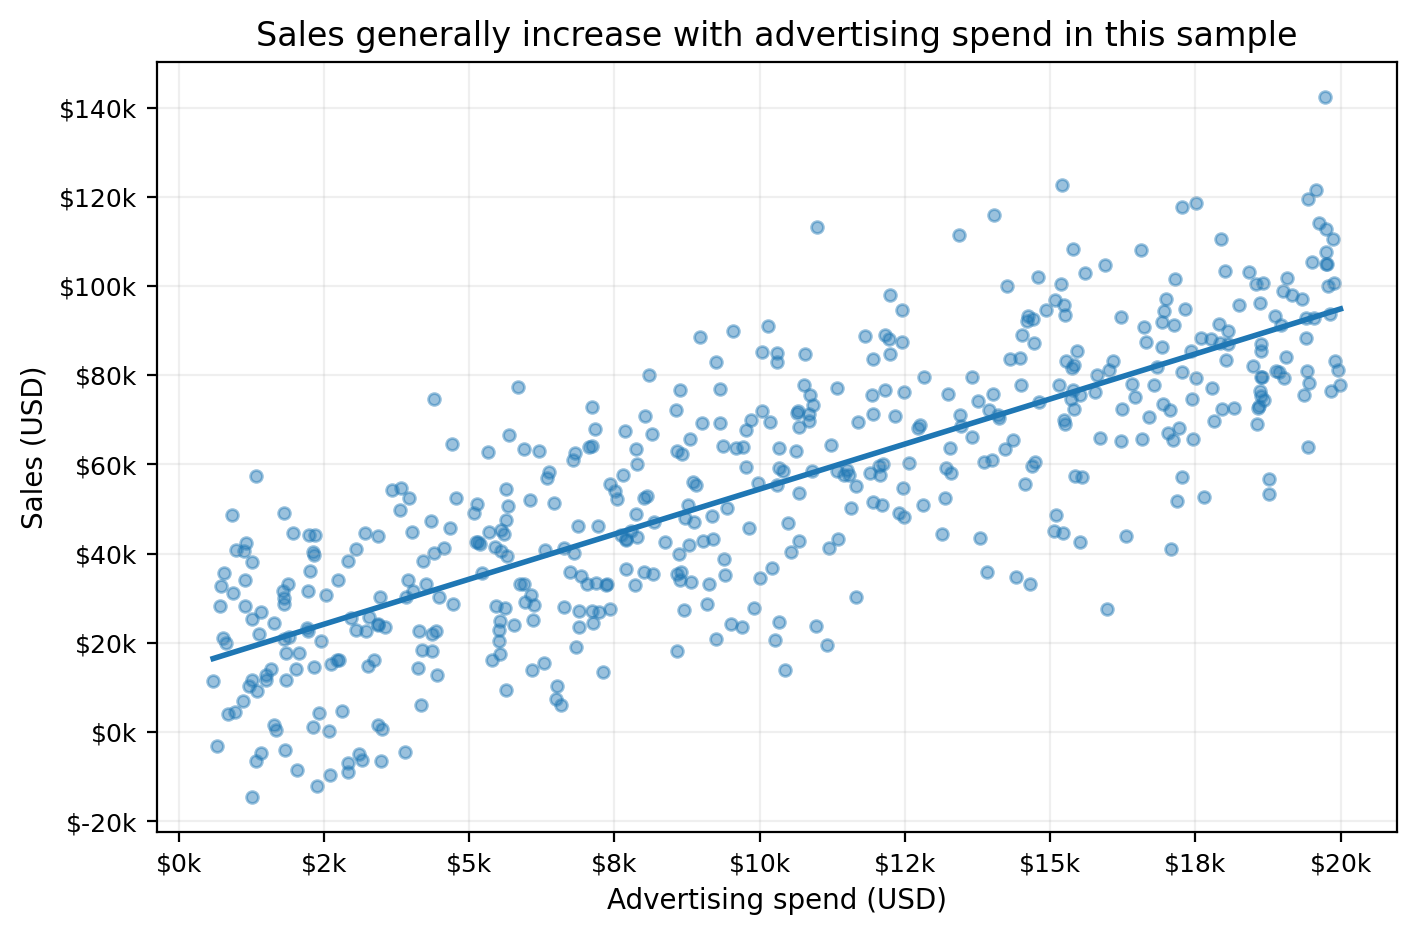 Sales generally increase with advertising spend in this sample
Sales (USD)
$140k
$120k
$100k
$80k
$60k
$40k
$20k
$0k
$-20k
$0k $2k $5k $8k $10k $12k $15k $18k $20k
Advertising spend (USD)